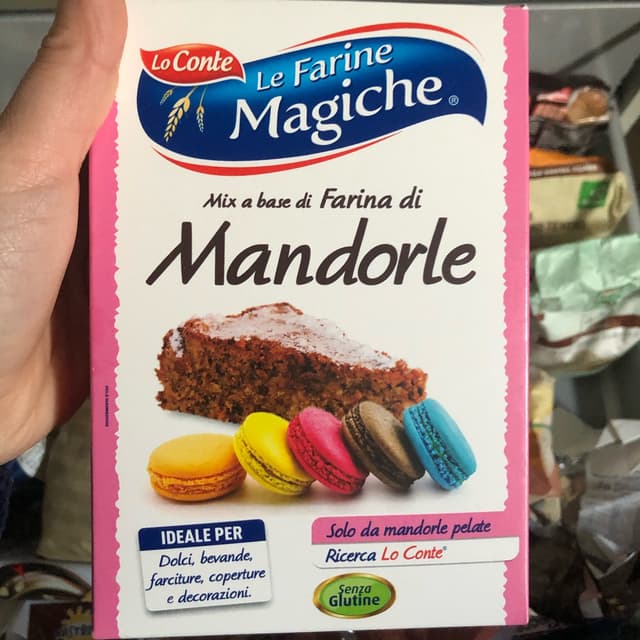 Lo Conte
Le Farine
Magiche®
Mix a base di Farina di
Mandorle
IDEALE PER
Dolci, bevande,
farciture, coperture
e decorazioni.
Solo da mandorle pelate
Ricerca Lo Conte®
Senza
Glutine